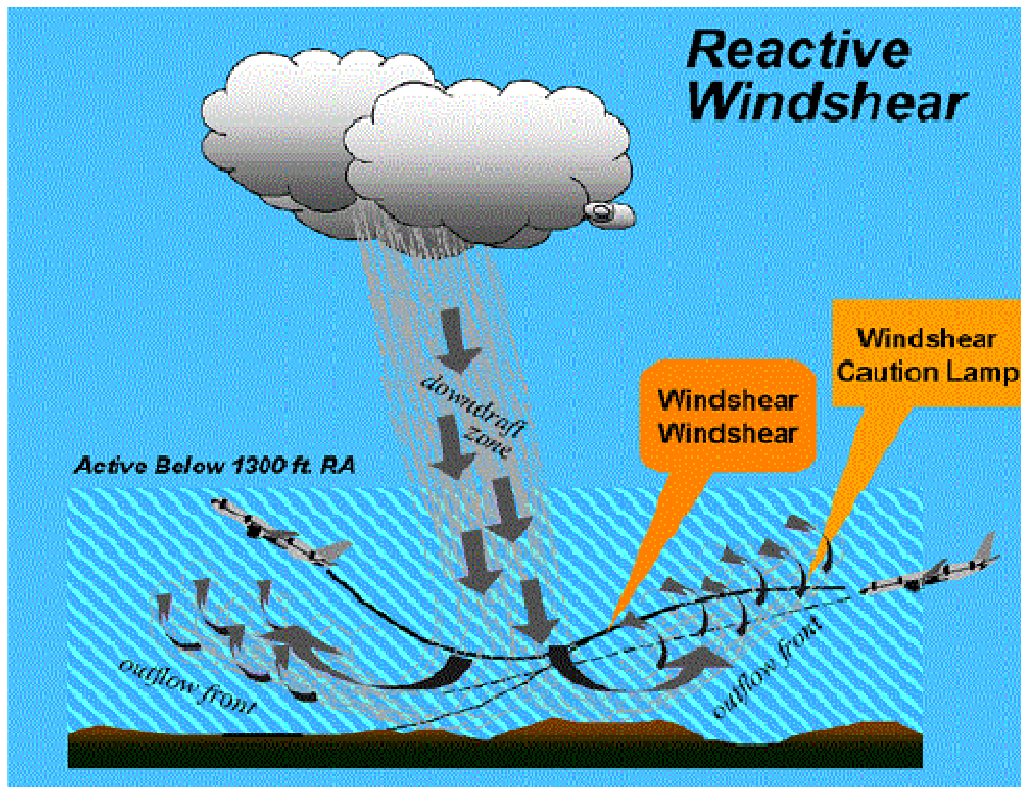 Reactive
Windshear
Windshear
Caution Lamp
Windshear
Windshear
downdraft
zone
Active Below 1300 ft. RA
outflow front
outflow front